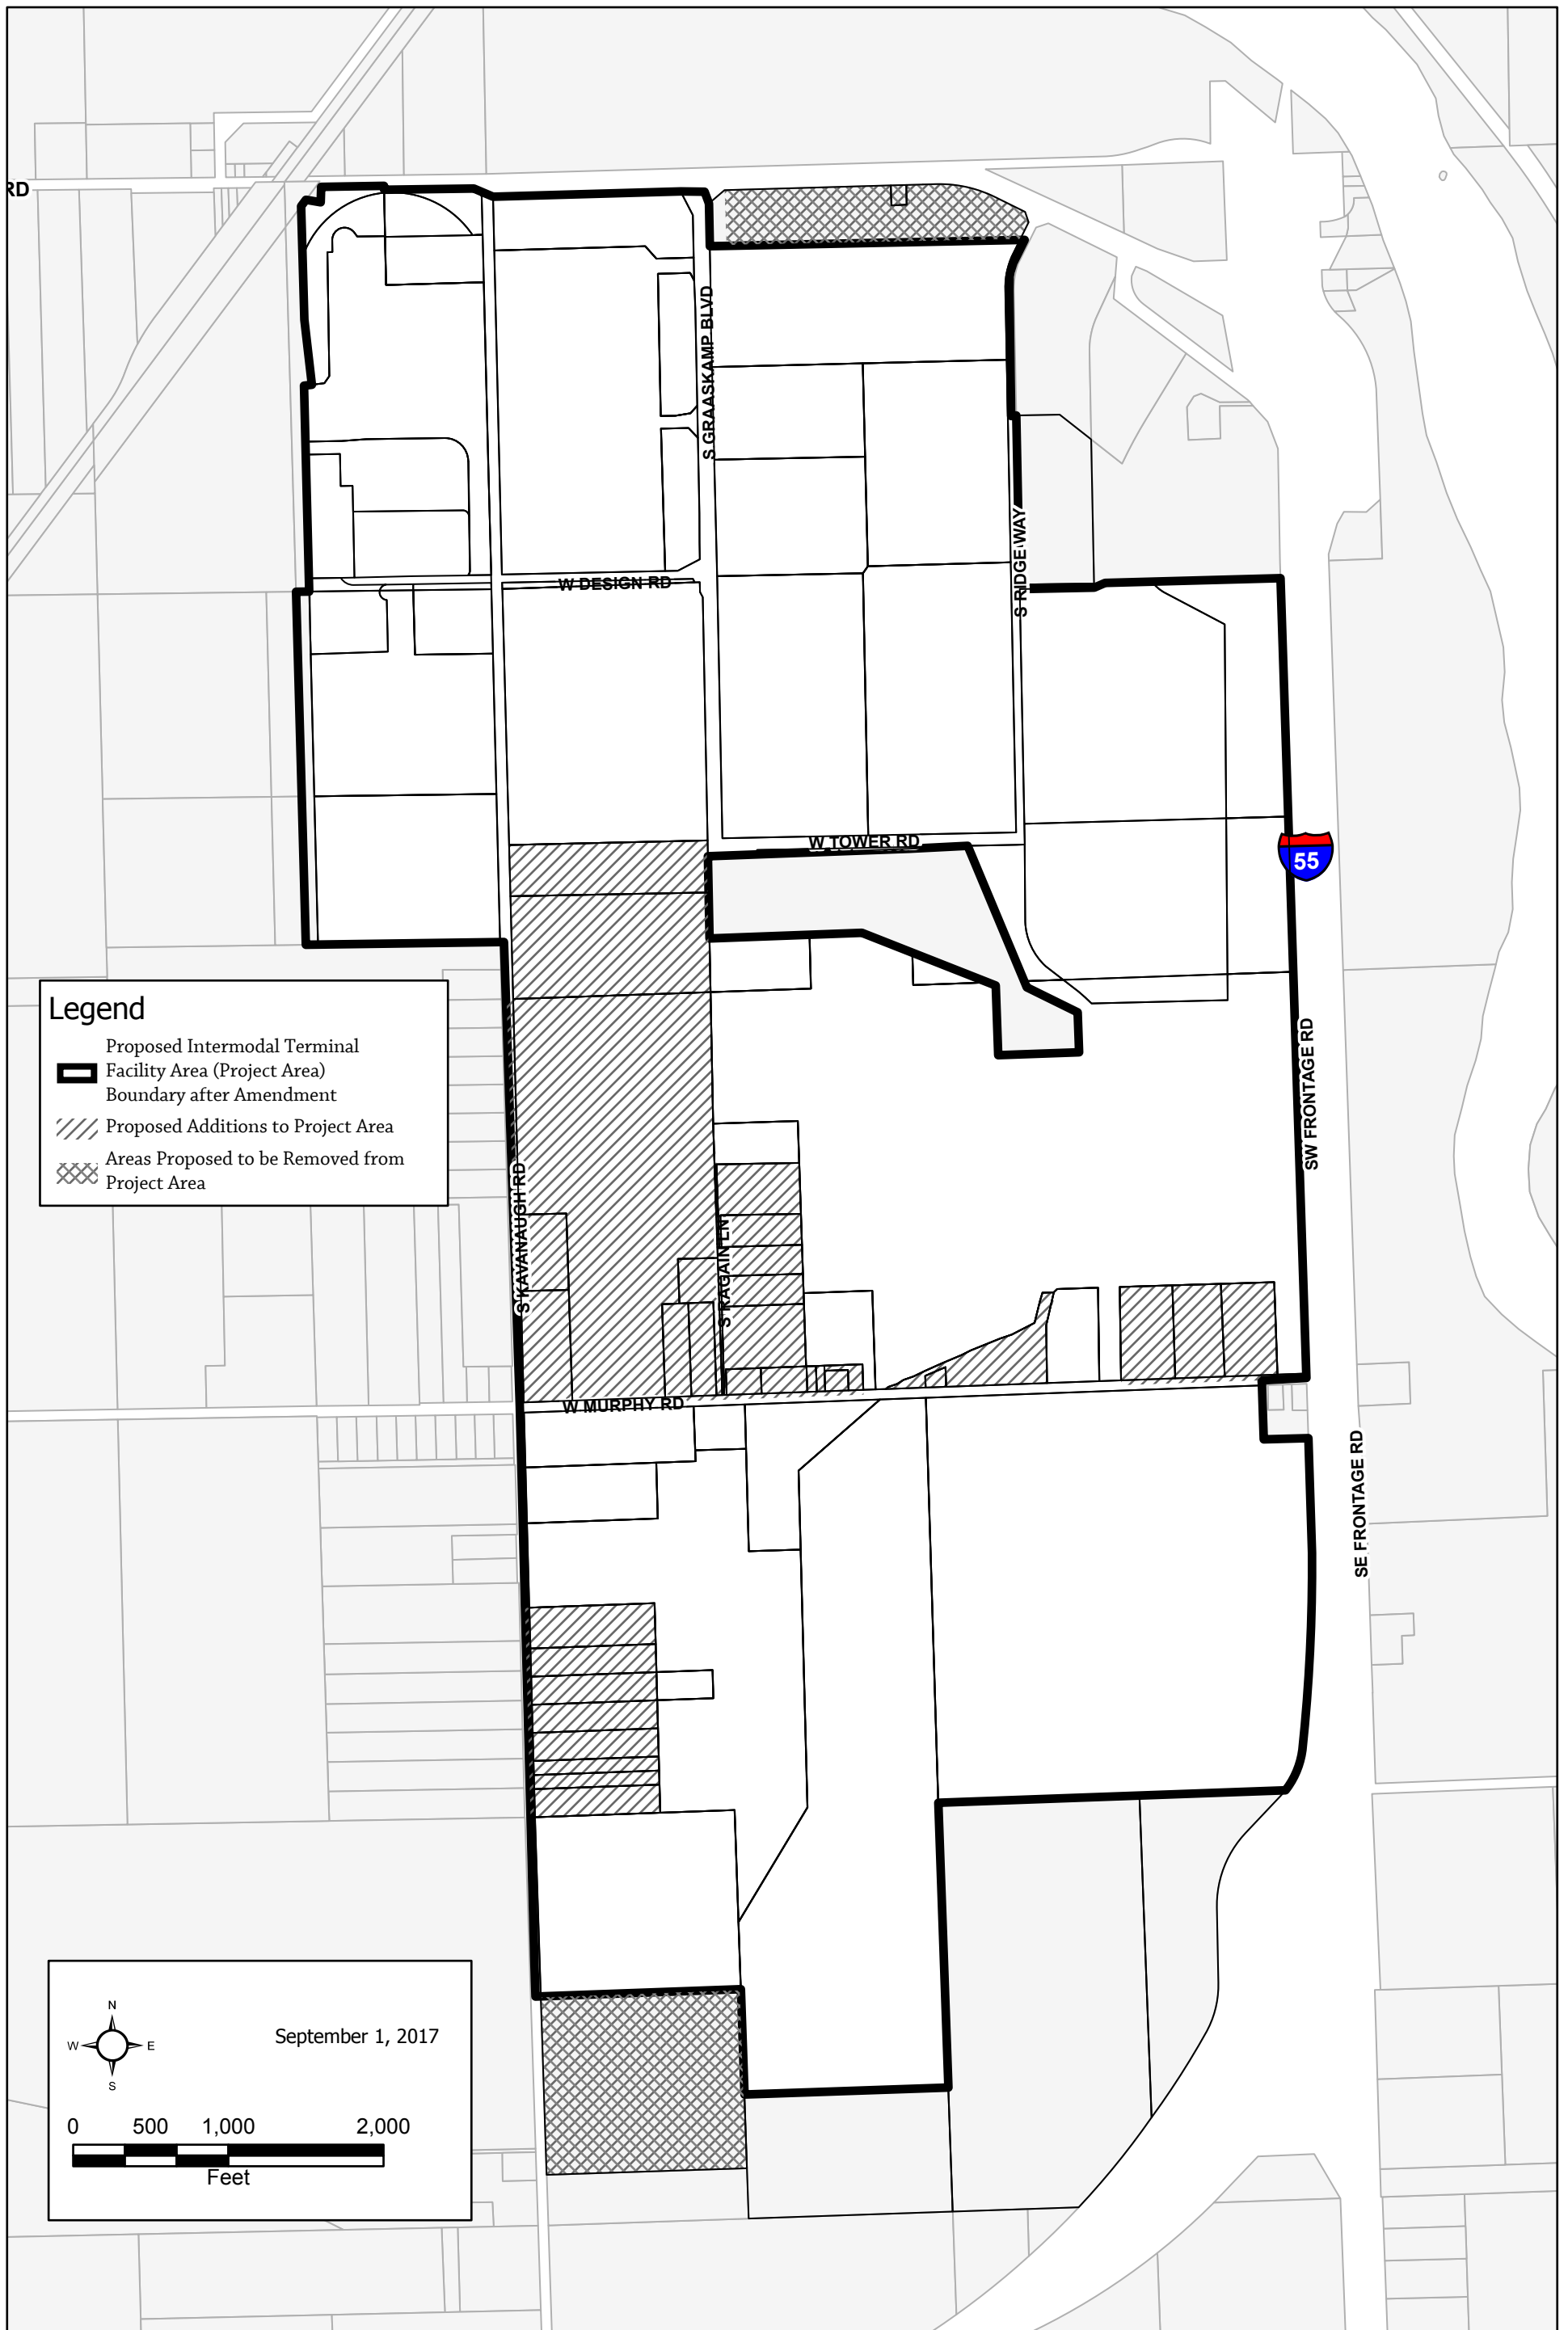 RD
S GRAASKAMP BLVD
S RIDGE WAY
W DESIGN RD
W TOWER RD
55
Legend
Proposed Intermodal Terminal
Facility Area (Project Area)
Boundary after Amendment
Proposed Additions to Project Area
Areas Proposed to be Removed from
Project Area
SW FRONTAGE RD
S KAVANAUGH RD
S RAGAIN LN
W MURPHY RD
SE FRONTAGE RD
N
W E
S
September 1, 2017
0 500 1,000 2,000
Feet